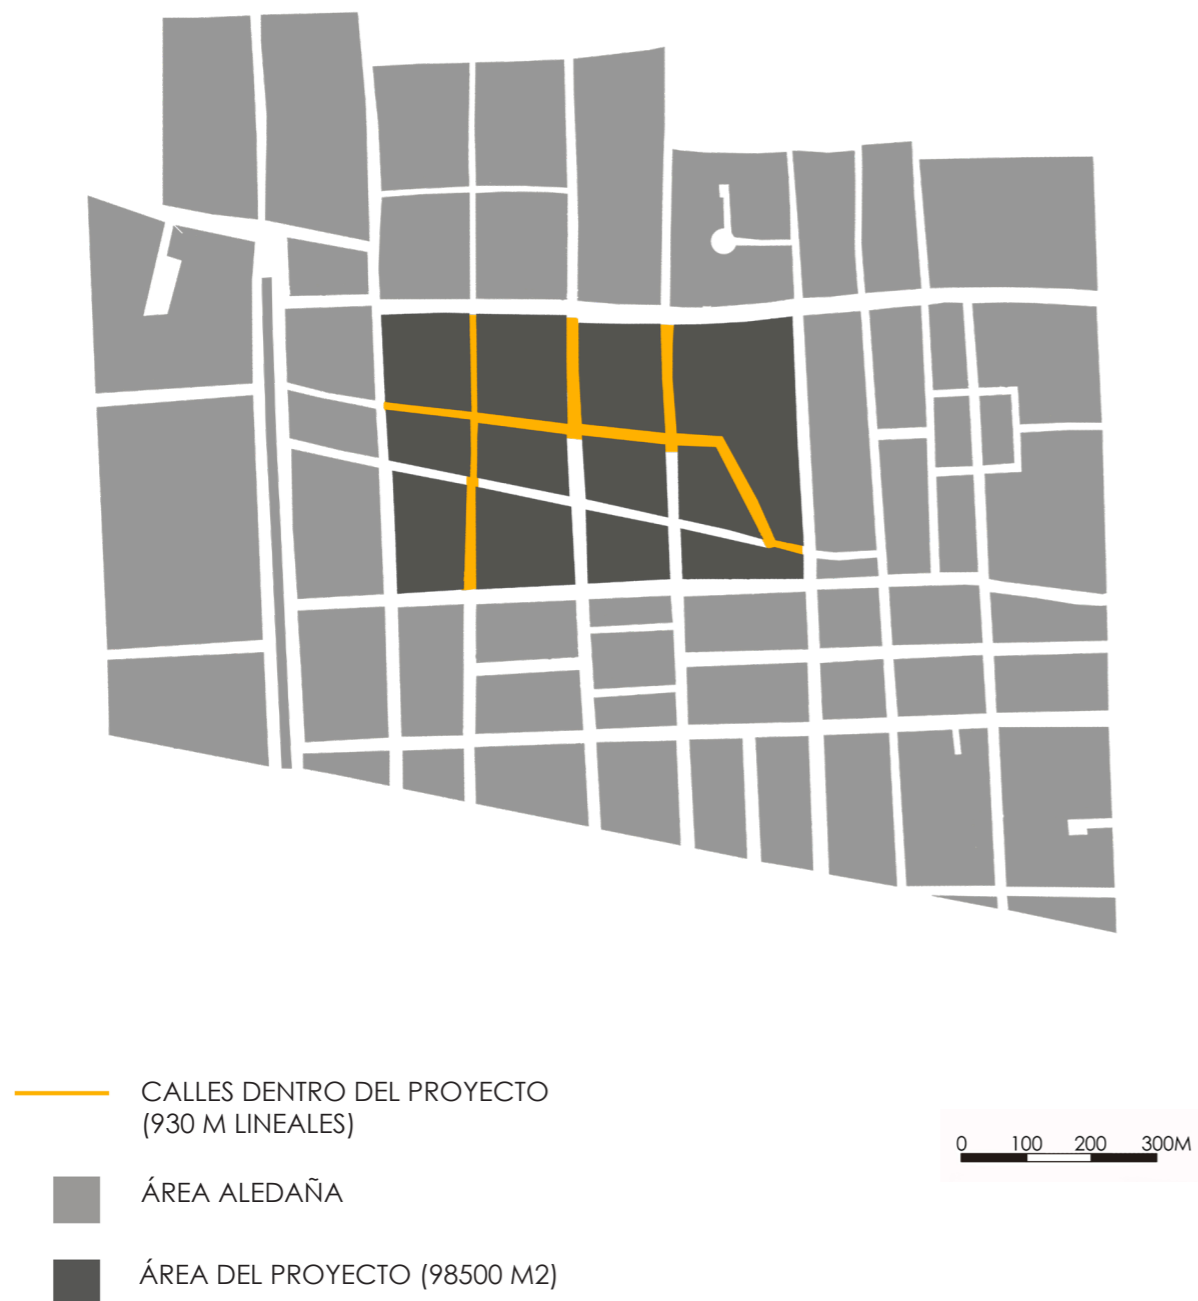 CALLES DENTRO DEL PROYECTO
(930 M LINEALES)
0 100 200 300M
ÁREA ALEDAÑA
ÁREA DEL PROYECTO (98500 M2)